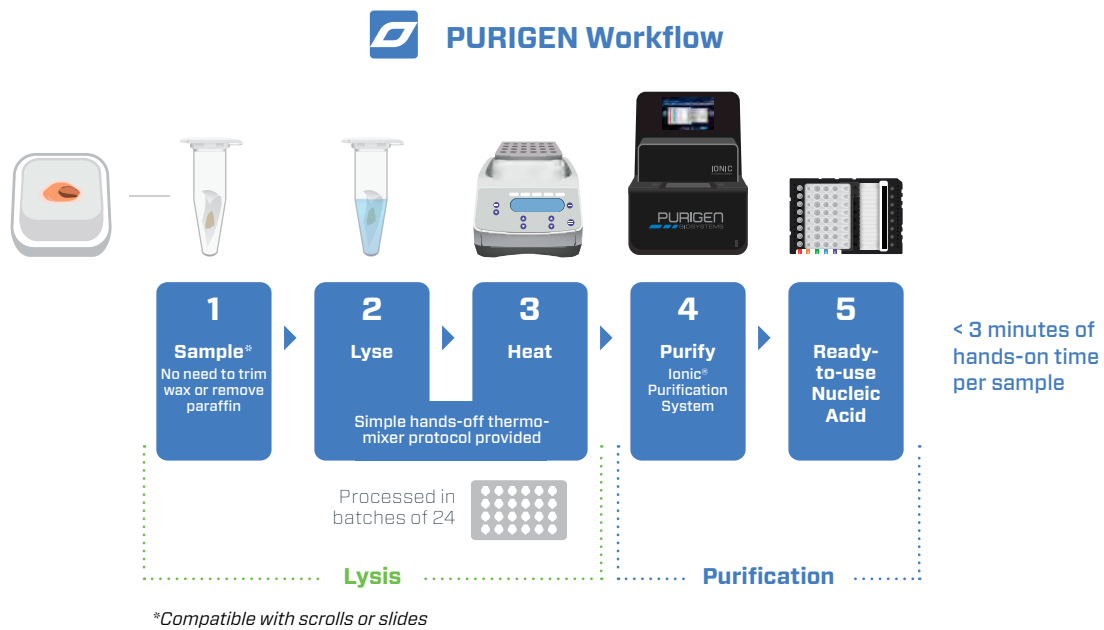 PURIGEN Workflow
IONIC
PURIGEN
BIOSYSTEMS
1
Sample*
No need to trim
wax or remove
paraffin
2
Lyse
3
Heat
Simple hands-off thermo-
mixer protocol provided
4
Purify
Ionic®
Purification
System
5
Ready-
to-use
Nucleic
Acid
< 3 minutes of
hands-on time
per sample
Processed in
batches of 24
Lysis
Purification
*Compatible with scrolls or slides